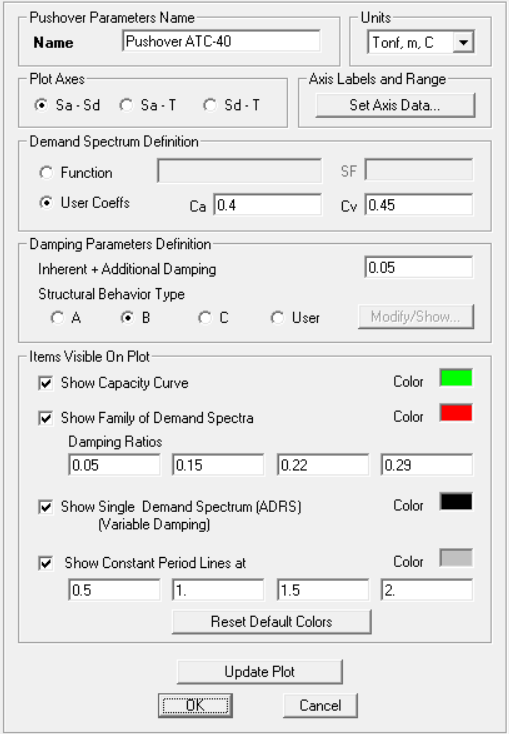 Pushover Parameters Name
Units
Name
Pushover ATC-40
Tonf, m, C
Plot Axes
Axis Labels and Range
Sa - Sd
Sa - T
Sd - T
Set Axis Data...
Demand Spectrum Definition
Function
SF
User Coeffs
Ca
0.4
Cv
0.45
Damping Parameters Definition
Inherent + Additional Damping
0.05
Structural Behavior Type
A
B
C
User
Modify/Show...
Items Visible On Plot
Show Capacity Curve
Color
Show Family of Demand Spectra
Color
Damping Ratios
0.05
0.15
0.22
0.29
Show Single Demand Spectrum (ADRS)
Color
(Variable Damping)
Show Constant Period Lines at
Color
0.5
1.
1.5
2.
Reset Default Colors
Update Plot
OK
Cancel